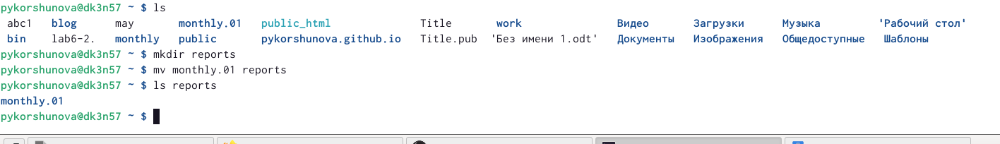 pykorshunova@dk3n57 ~ $ ls
abc1 blog may monthly.01 public_html Title work Видео Загрузки Музыка 'Рабочий стол'
bin lab6-2. monthly public pykorshunova.github.io Title.pub 'Без имени 1.odt' Документы Изображения Общедоступные Шаблоны
pykorshunova@dk3n57 ~ $ mkdir reports
pykorshunova@dk3n57 ~ $ mv monthly.01 reports
pykorshunova@dk3n57 ~ $ ls reports
monthly.01
pykorshunova@dk3n57 ~ $